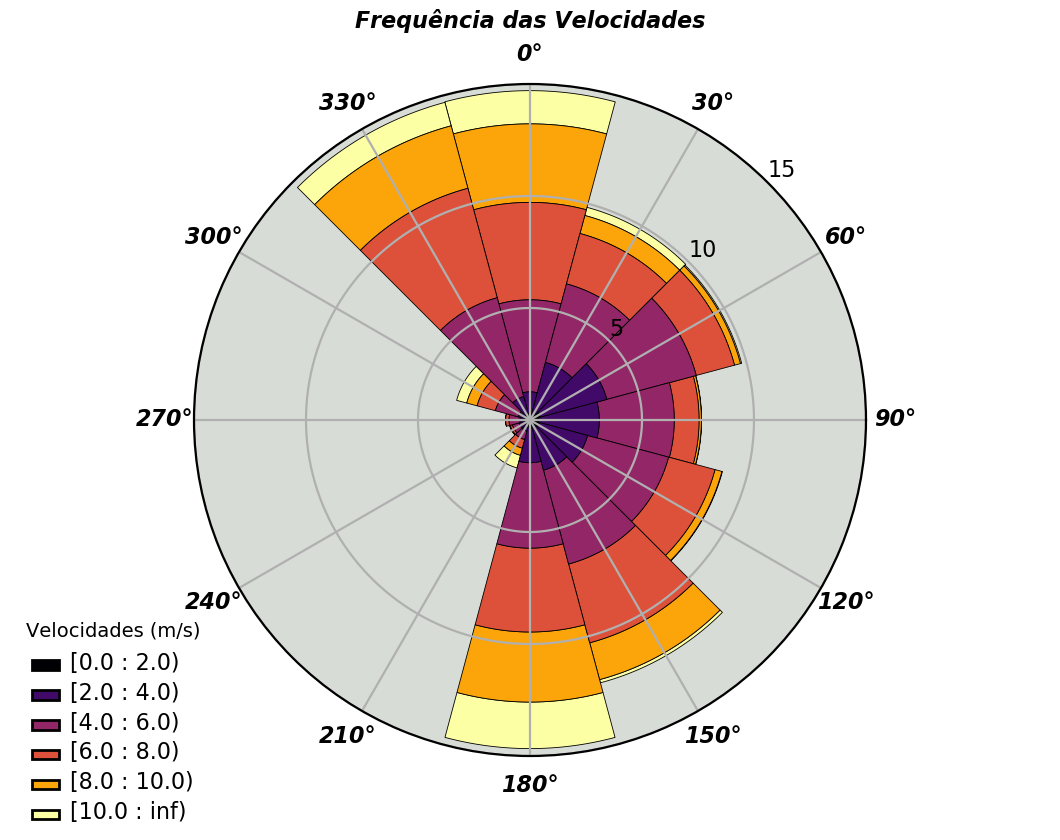 Frequência das Velocidades
0°
330°
30°
15
300°
60°
10
5
270°
90°
240°
120°
210°
150°
180°
Velocidades (m/s)
[0.0 : 2.0)
[2.0 : 4.0)
[4.0 : 6.0)
[6.0 : 8.0)
[8.0 : 10.0)
[10.0 : inf)